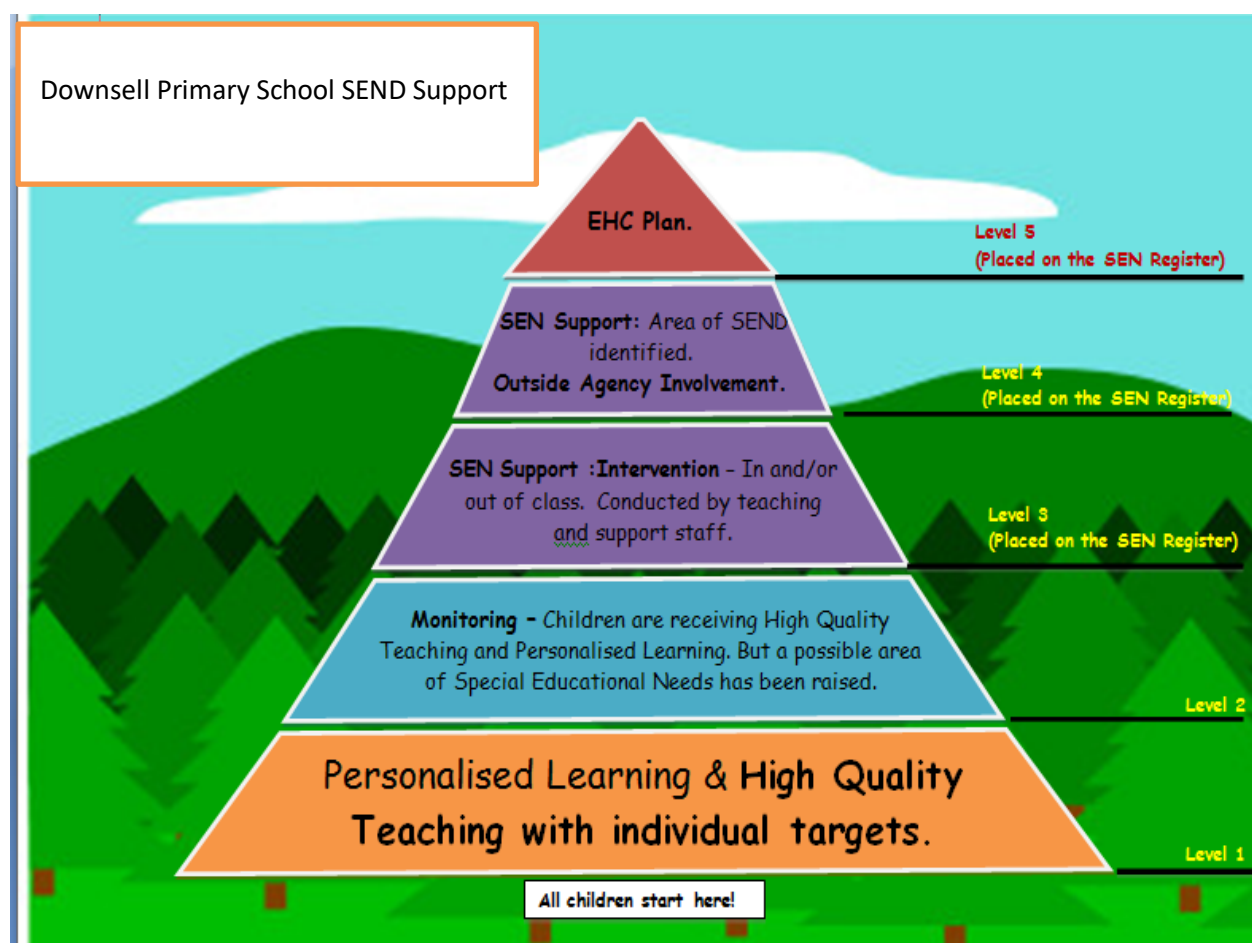 Downsell Primary School SEND Support
EHC Plan.
Level 5
(Placed on the SEN Register)
SEN Support: Area of SEND
identified.
Outside Agency Involvement.
Level 4
(Placed on the SEN Register)
SEN Support :Intervention – In and/or
out of class. Conducted by teaching
and support staff.
Level 3
(Placed on the SEN Register)
Monitoring – Children are receiving High Quality
Teaching and Personalised Learning. But a possible area
of Special Educational Needs has been raised.
Level 2
Personalised Learning & High Quality
Teaching with individual targets.
Level 1
All children start here!